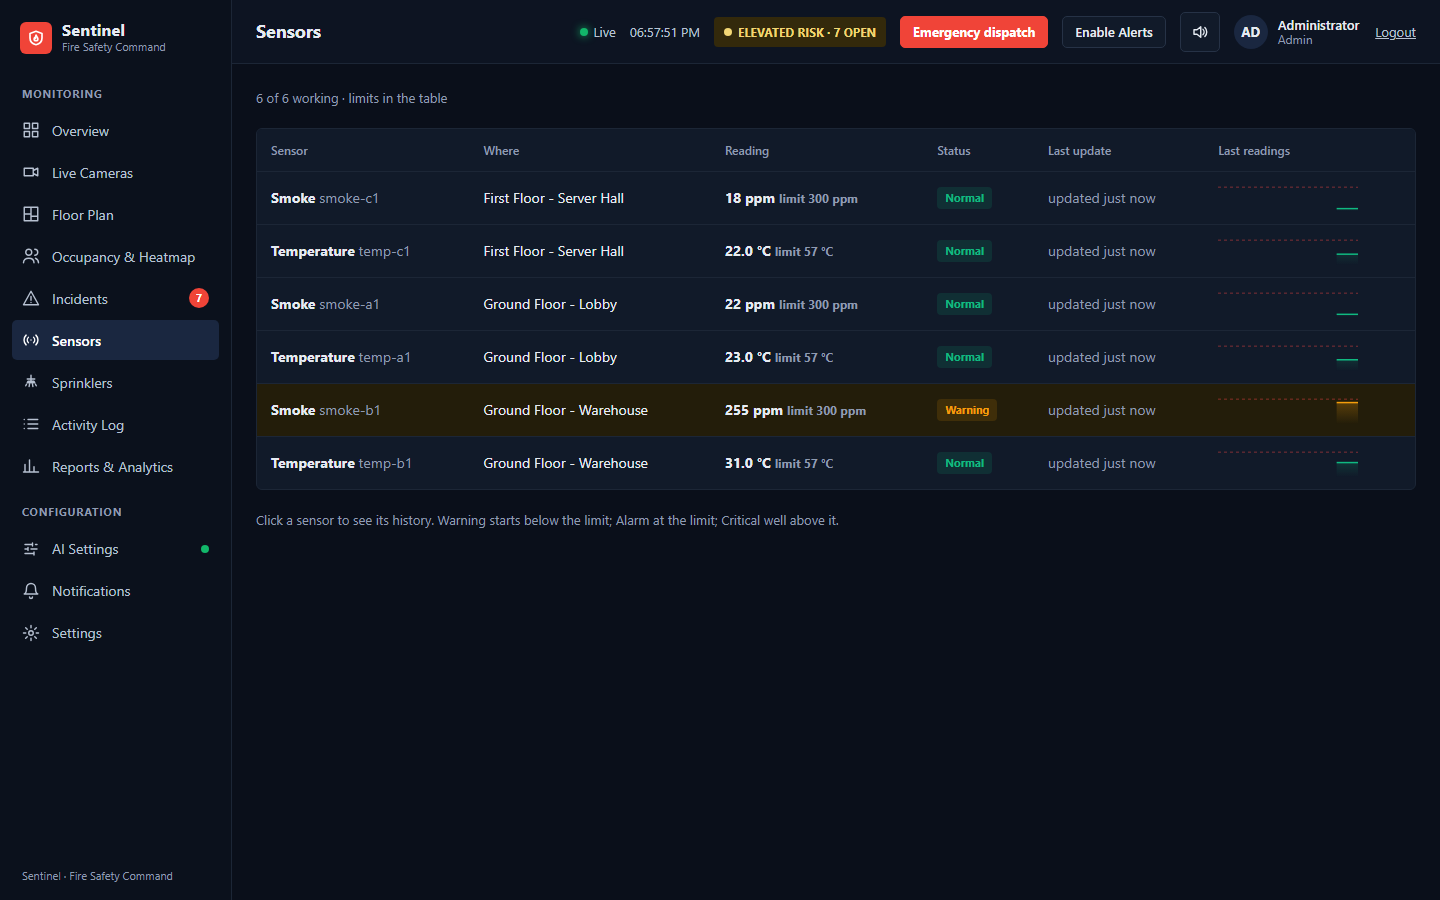 Sentinel
Fire Safety Command
MONITORING
Overview
Live Cameras
Floor Plan
Occupancy & Heatmap
Incidents 7
Sensors
Sprinklers
Activity Log
Reports & Analytics
CONFIGURATION
AI Settings
Notifications
Settings
Sentinel · Fire Safety Command
Sensors
Live 06:57:51 PM ELEVATED RISK · 7 OPEN Emergency dispatch Enable Alerts AD Administrator Logout
Admin
6 of 6 working · limits in the table
Sensor Where Reading Status Last update Last readings
Smoke smoke-c1 First Floor - Server Hall 18 ppm limit 300 ppm Normal updated just now
Temperature temp-c1 First Floor - Server Hall 22.0 °C limit 57 °C Normal updated just now
Smoke smoke-a1 Ground Floor - Lobby 22 ppm limit 300 ppm Normal updated just now
Temperature temp-a1 Ground Floor - Lobby 23.0 °C limit 57 °C Normal updated just now
Smoke smoke-b1 Ground Floor - Warehouse 255 ppm limit 300 ppm Warning updated just now
Temperature temp-b1 Ground Floor - Warehouse 31.0 °C limit 57 °C Normal updated just now
Click a sensor to see its history. Warning starts below the limit; Alarm at the limit; Critical well above it.